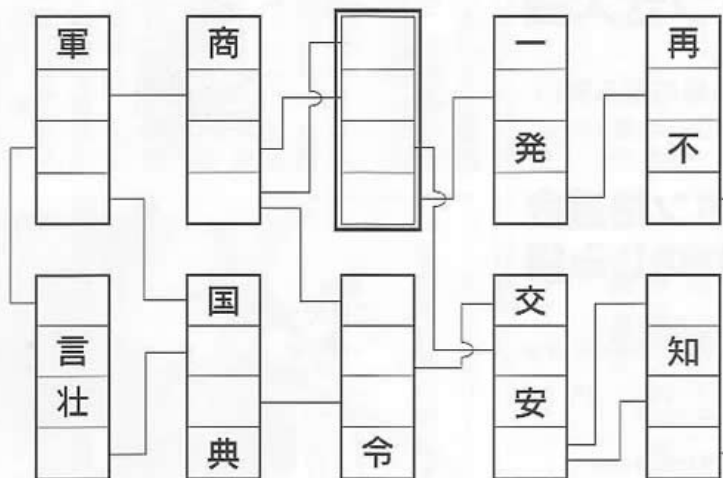 軍 商 一 再
発 不
国 交
言 知
壮 安
典 令